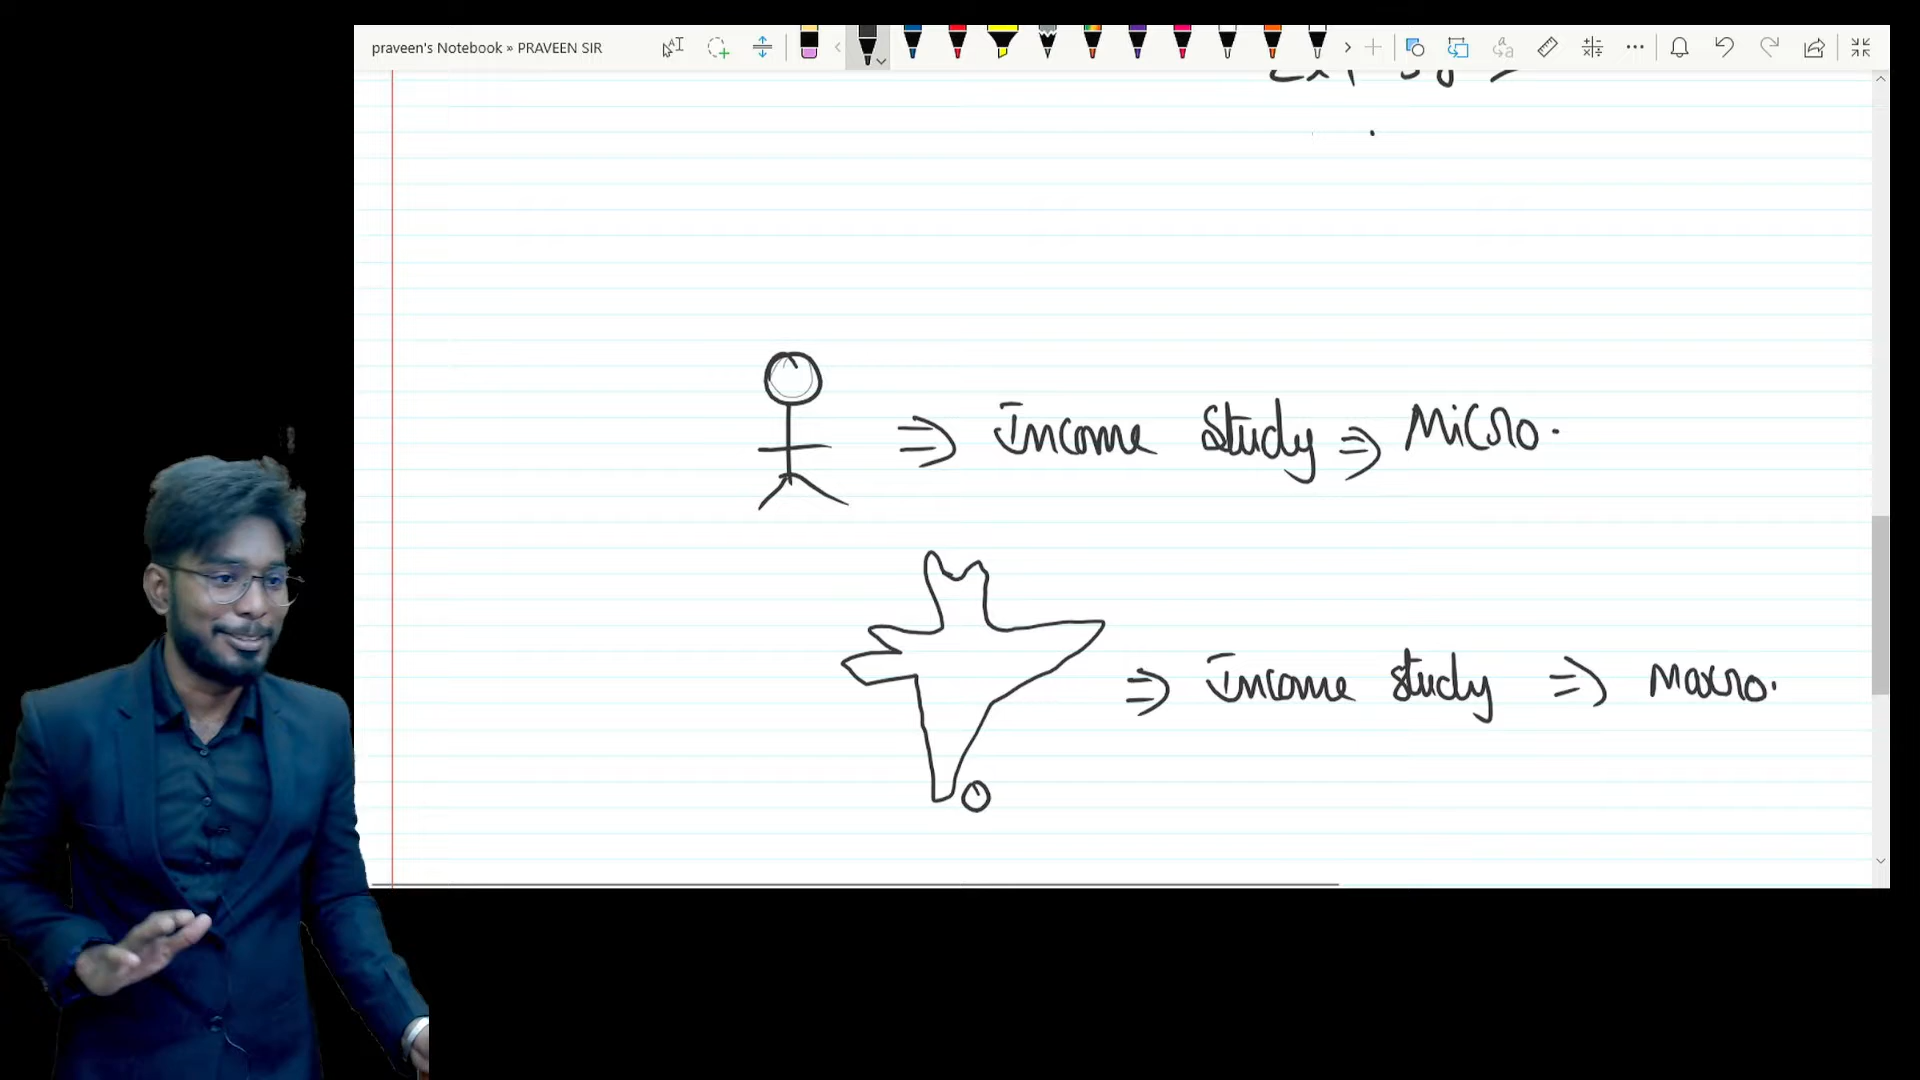 praveen's Notebook » PRAVEEN SIR
⇒ Income Study ⇒ Micro.
⇒ Income study ⇒ Macro.